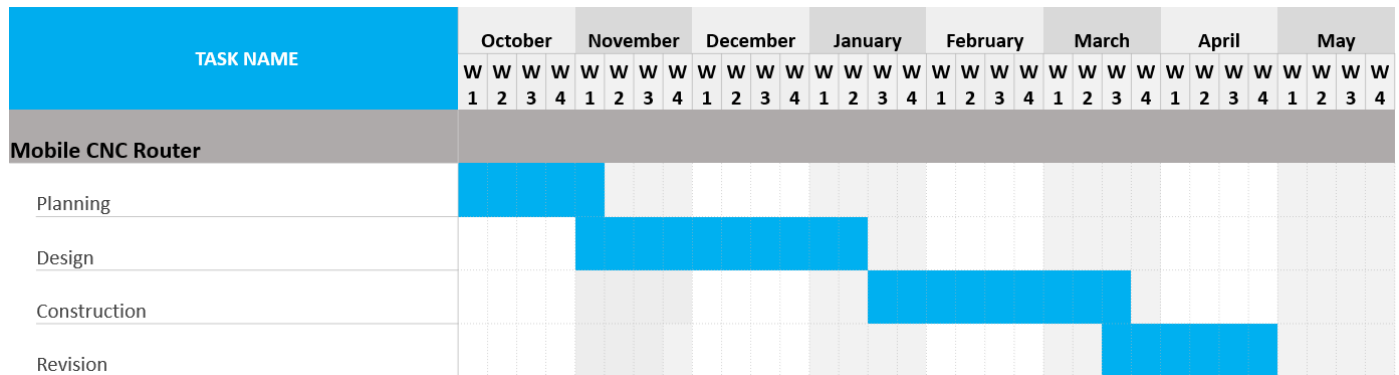 TASK NAME
October November December January February March April May
W W W W W W W W W W W W W W W W W W W W W W W W W W W W W W W W
1 2 3 4 1 2 3 4 1 2 3 4 1 2 3 4 1 2 3 4 1 2 3 4 1 2 3 4 1 2 3 4
Mobile CNC Router
Planning
Design
Construction
Revision